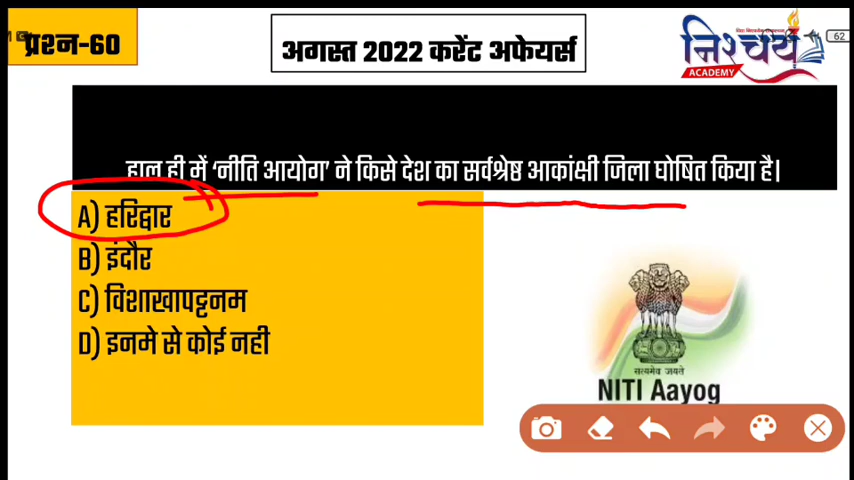 प्रश्न-60
अगस्त 2022 करेंट अफेयर्स
निश्चय
ACADEMY
62
हाल ही में 'नीति आयोग' ने किसे देश का सर्वश्रेष्ठ आकांक्षी जिला घोषित किया है।
A) हरिद्वार
B) इंदौर
C) विशाखापट्टनम
D) इनमे से कोई नही
सत्यमेव जयते
NITI Aayog